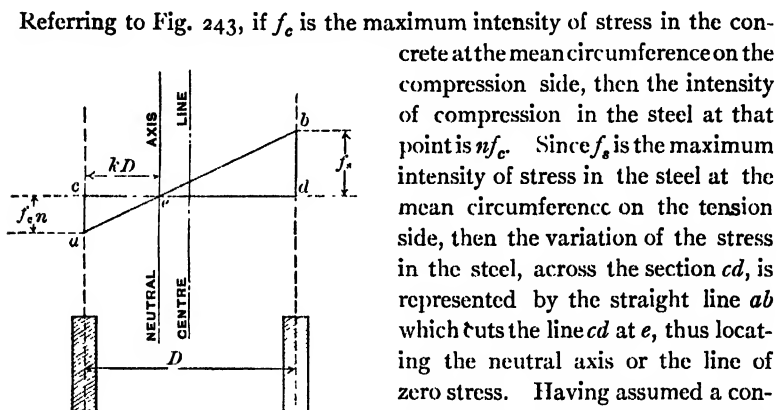 Referring to Fig. 243, if f_c is the maximum intensity of stress in the con-
crete at the mean circumference on the
compression side, then the intensity
of compression in the steel at that
point is nf_c. Since f_s is the maximum
intensity of stress in the steel at the
mean circumference on the tension
side, then the variation of the stress
in the steel, across the section cd, is
represented by the straight line ab
which cuts the line cd at e, thus locat-
ing the neutral axis or the line of
zero stress. Having assumed a con-
AXIS
LINE
b
kD
f_s
c
e
d
f_c n
a
NEUTRAL
CENTRE
D